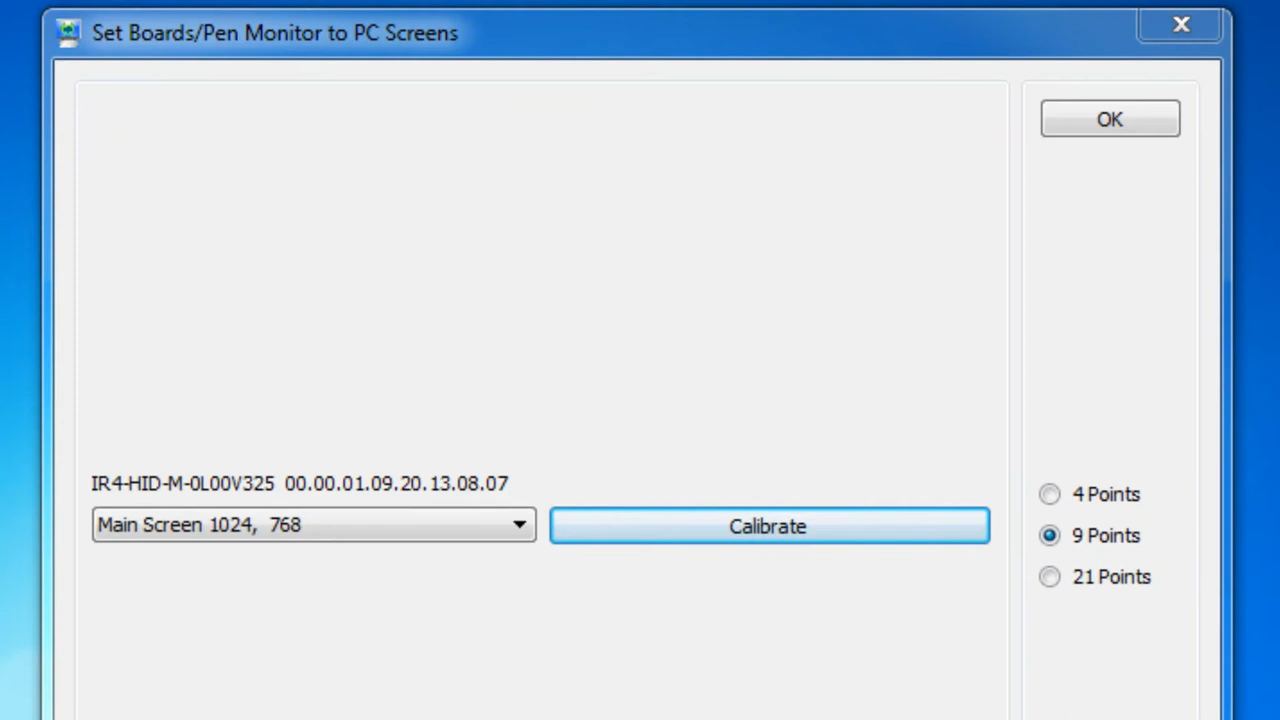 Set Boards/Pen Monitor to PC Screens
X
OK
IR4-HID-M-0L00V325 00.00.01.09.20.13.08.07
Main Screen 1024, 768
Calibrate
4 Points
9 Points
21 Points